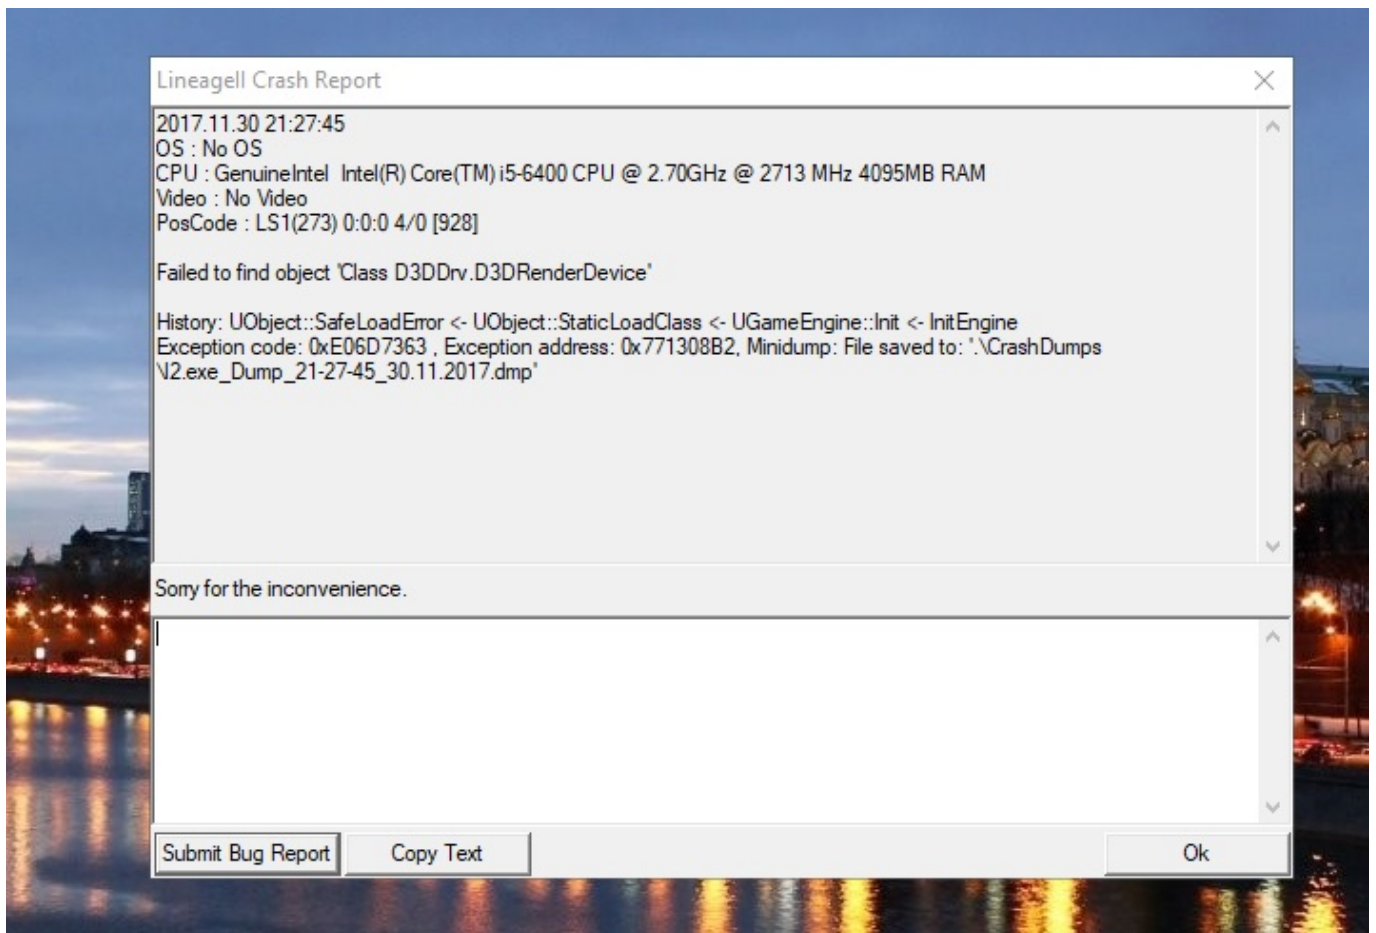 LineageII Crash Report
2017.11.30 21:27:45
OS : No OS
CPU : GenuineIntel  Intel(R) Core(TM) i5-6400 CPU @ 2.70GHz @ 2713 MHz 4095MB RAM
Video : No Video
PosCode : LS1(273) 0:0:0 4/0 [928]
Failed to find object 'Class D3DDrv.D3DRenderDevice'
History: UObject::SafeLoadError <- UObject::StaticLoadClass <- UGameEngine::Init <- InitEngine
Exception code: 0xE06D7363 , Exception address: 0x771308B2, Minidump: File saved to: '.\CrashDumps
\l2.exe_Dump_21-27-45_30.11.2017.dmp'
Sorry for the inconvenience.
Submit Bug Report
Copy Text
Ok